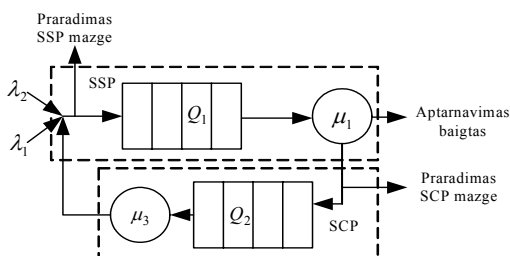 Praradimas
SSP mazge
SSP
λ₂
Q₁
μ₁
λ₁
Aptarnavimas
baigtas
Praradimas
SCP mazge
μ₃
Q₂
SCP